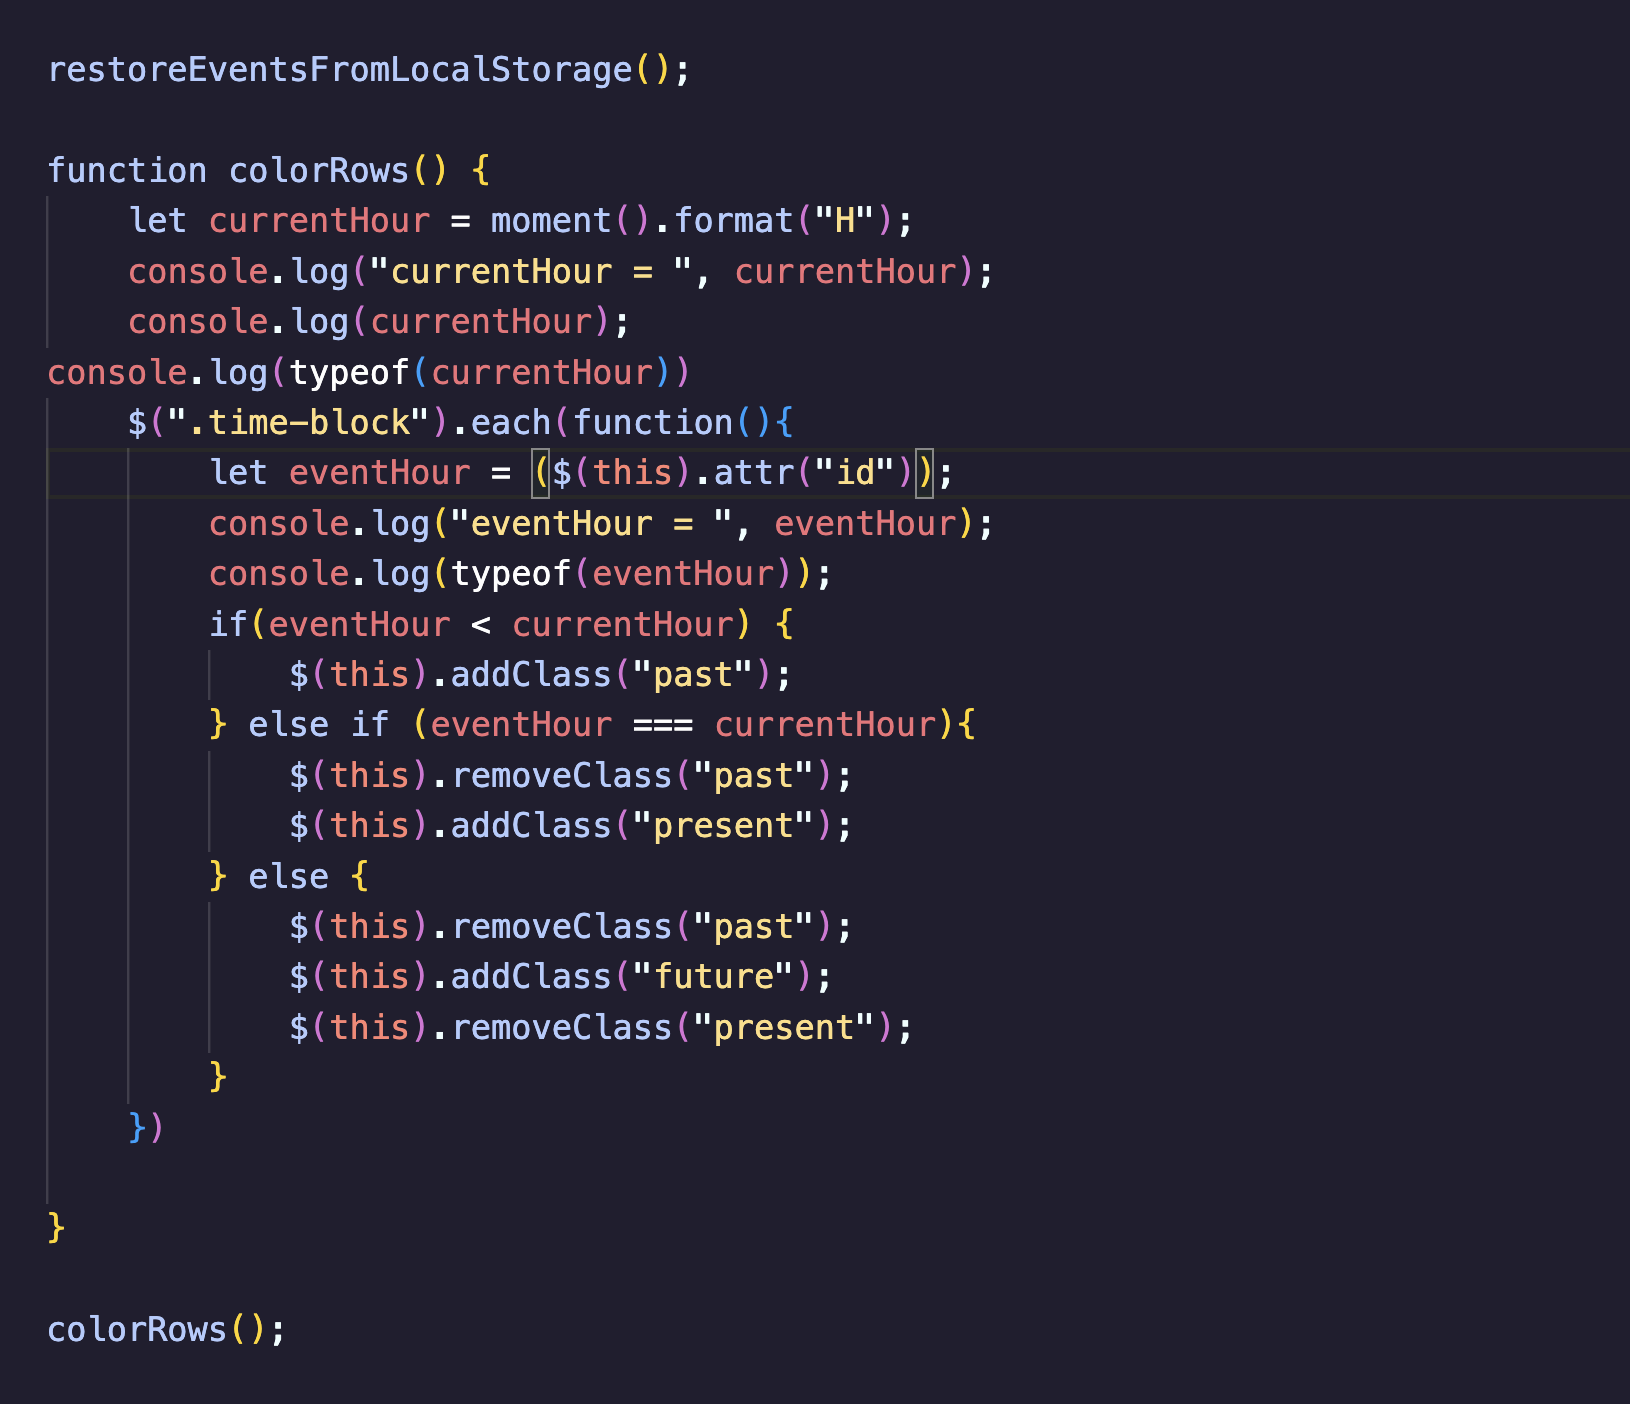 restoreEventsFromLocalStorage();
function colorRows() {
let currentHour = moment().format("H");
console.log("currentHour = ", currentHour);
console.log(currentHour);
console.log(typeof(currentHour))
$(".time-block").each(function(){
let eventHour = ($(this).attr("id"));
console.log("eventHour = ", eventHour);
console.log(typeof(eventHour));
if(eventHour < currentHour) {
$(this).addClass("past");
} else if (eventHour === currentHour){
$(this).removeClass("past");
$(this).addClass("present");
} else {
$(this).removeClass("past");
$(this).addClass("future");
$(this).removeClass("present");
}
})
}
colorRows();